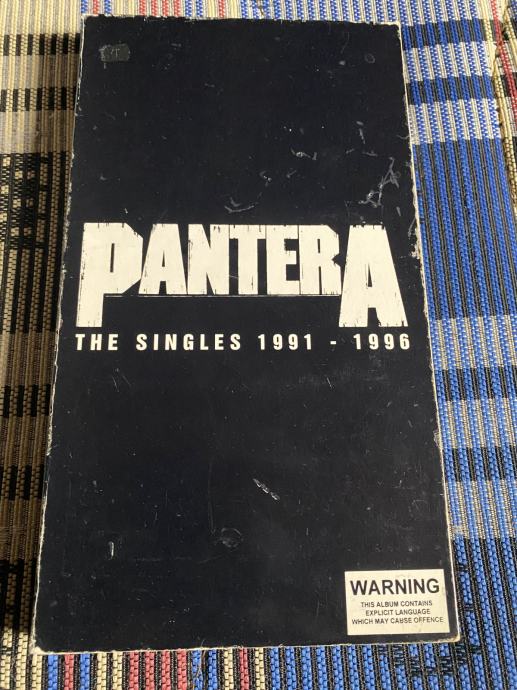 PANTERA
THE SINGLES 1991 - 1996
WARNING
THIS ALBUM CONTAINS
EXPLICIT LANGUAGE
WHICH MAY CAUSE OFFENCE